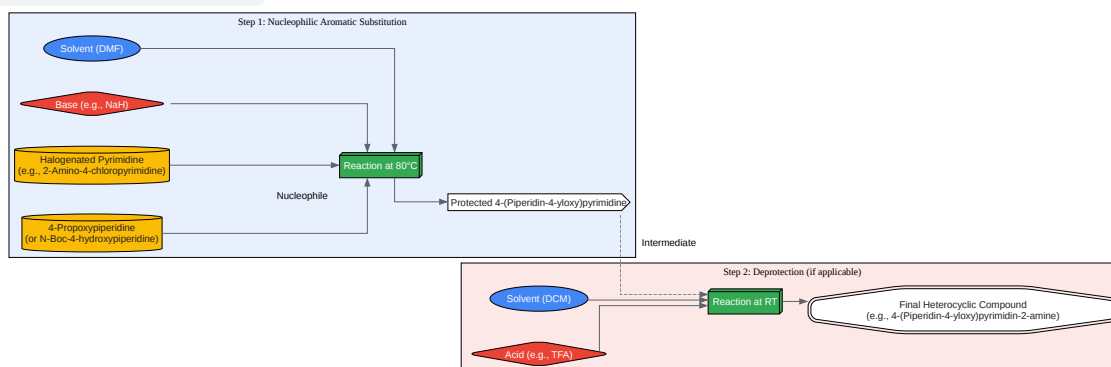 Step 1: Nucleophilic Aromatic Substitution
Solvent (DMF)
Base (e.g., NaH)
Halogenated Pyrimidine
(e.g., 2-Amino-4-chloropyrimidine)
Reaction at 80°C
Nucleophile
Protected 4-(Piperidin-4-yloxy)pyrimidine
4-Propoxypiperidine
(or N-Boc-4-hydroxypiperidine)
Intermediate
Step 2: Deprotection (if applicable)
Solvent (DCM)
Reaction at RT
Final Heterocyclic Compound
(e.g., 4-(Piperidin-4-yloxy)pyrimidin-2-amine)
Acid (e.g., TFA)